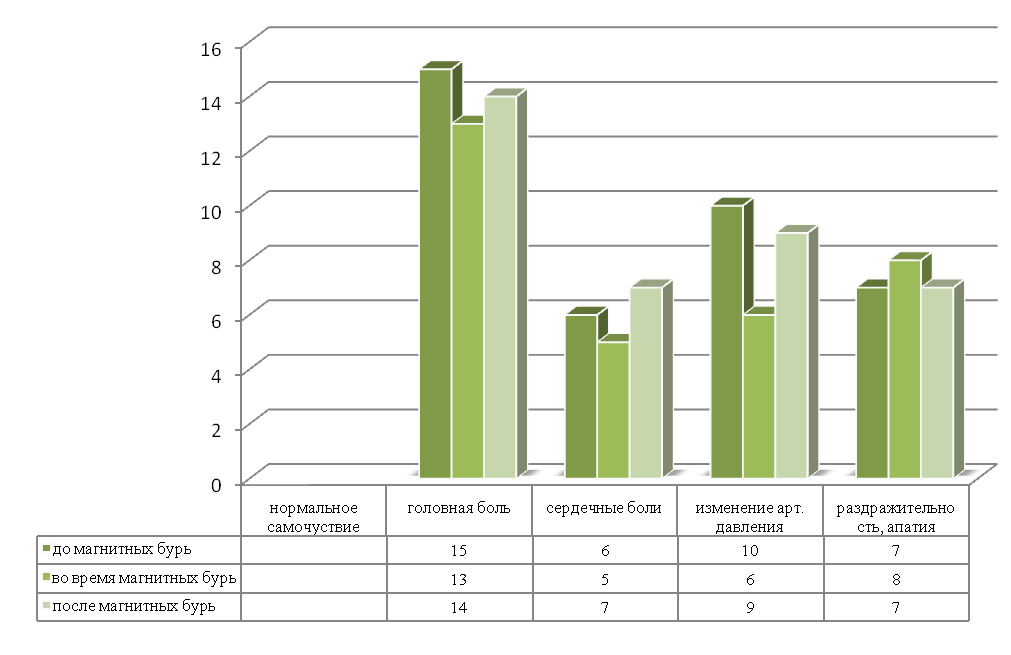 16
14
12
10
8
6
4
2
0
нормальное самочуствие
головная боль
сердечные боли
изменение арт. давления
раздражительно сть, апатия
до магнитных бурь 15 6 10 7
во время магнитных бурь 13 5 6 8
после магнитных бурь 14 7 9 7